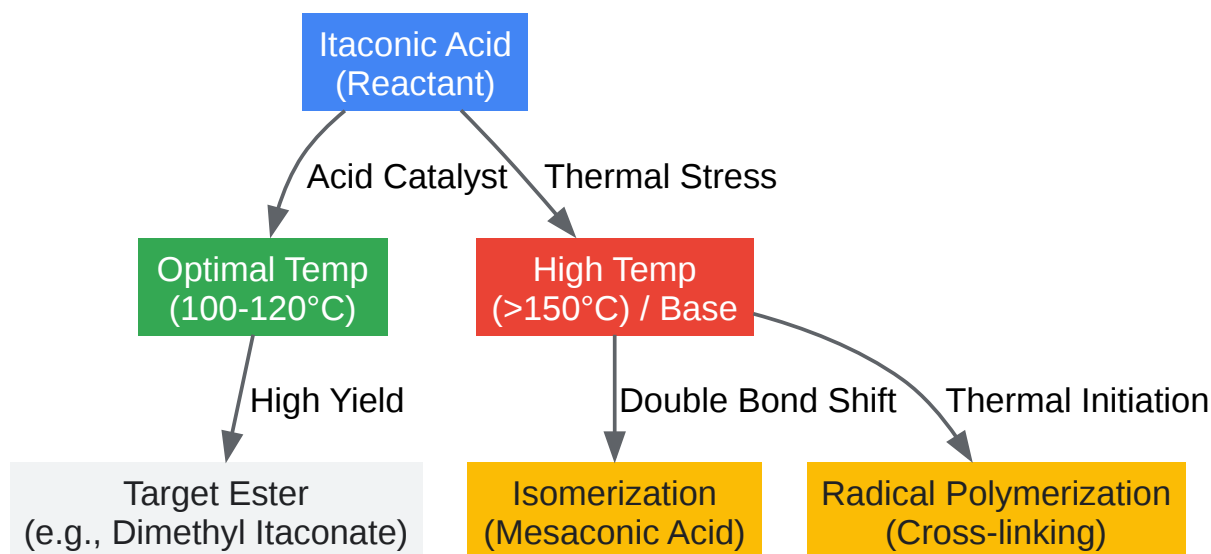 Itaconic Acid
(Reactant)
Acid Catalyst
Thermal Stress
Optimal Temp
(100-120°C)
High Temp
(>150°C) / Base
High Yield
Double Bond Shift
Thermal Initiation
Target Ester
(e.g., Dimethyl Itaconate)
Isomerization
(Mesaconic Acid)
Radical Polymerization
(Cross-linking)